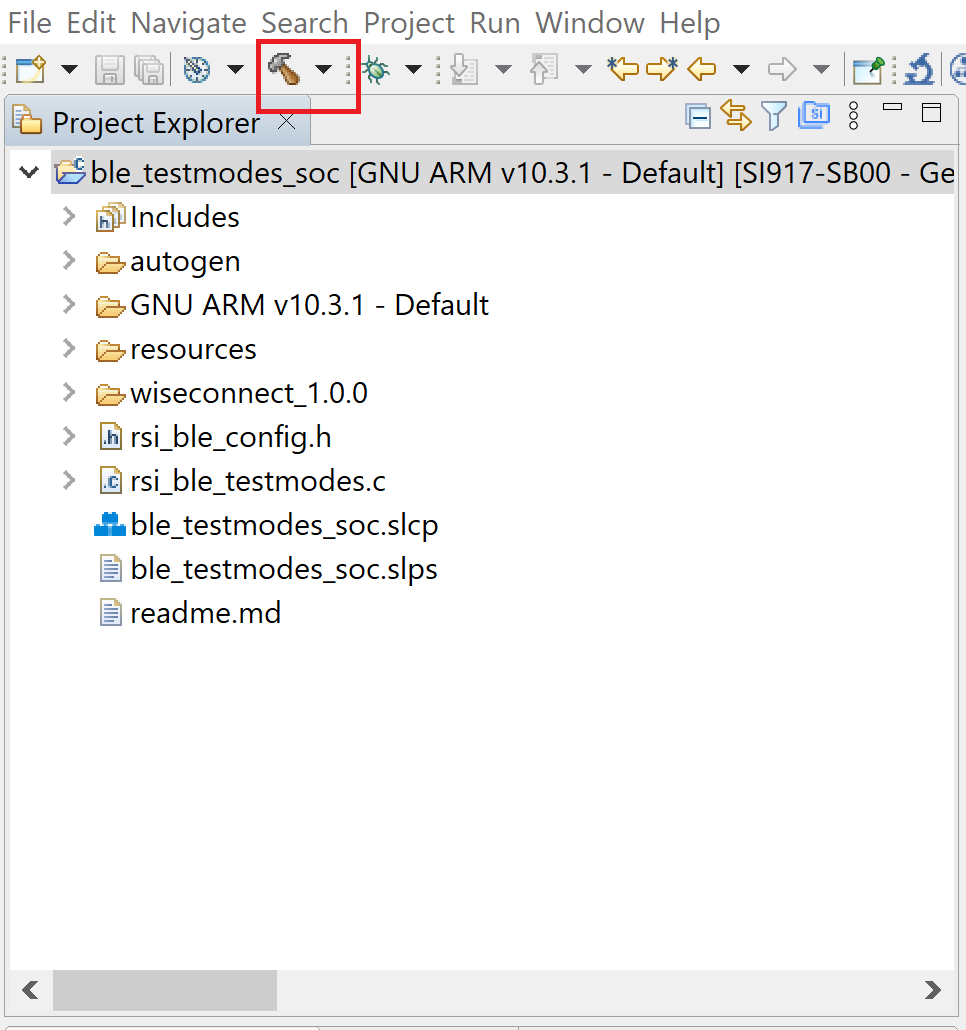 File Edit Navigate Search Project Run Window Help
Project Explorer
ble_testmodes_soc [GNU ARM v10.3.1 - Default] [SI917-SB00 - Ge
Includes
autogen
GNU ARM v10.3.1 - Default
resources
wiseconnect_1.0.0
rsi_ble_config.h
rsi_ble_testmodes.c
ble_testmodes_soc.slcp
ble_testmodes_soc.slps
readme.md